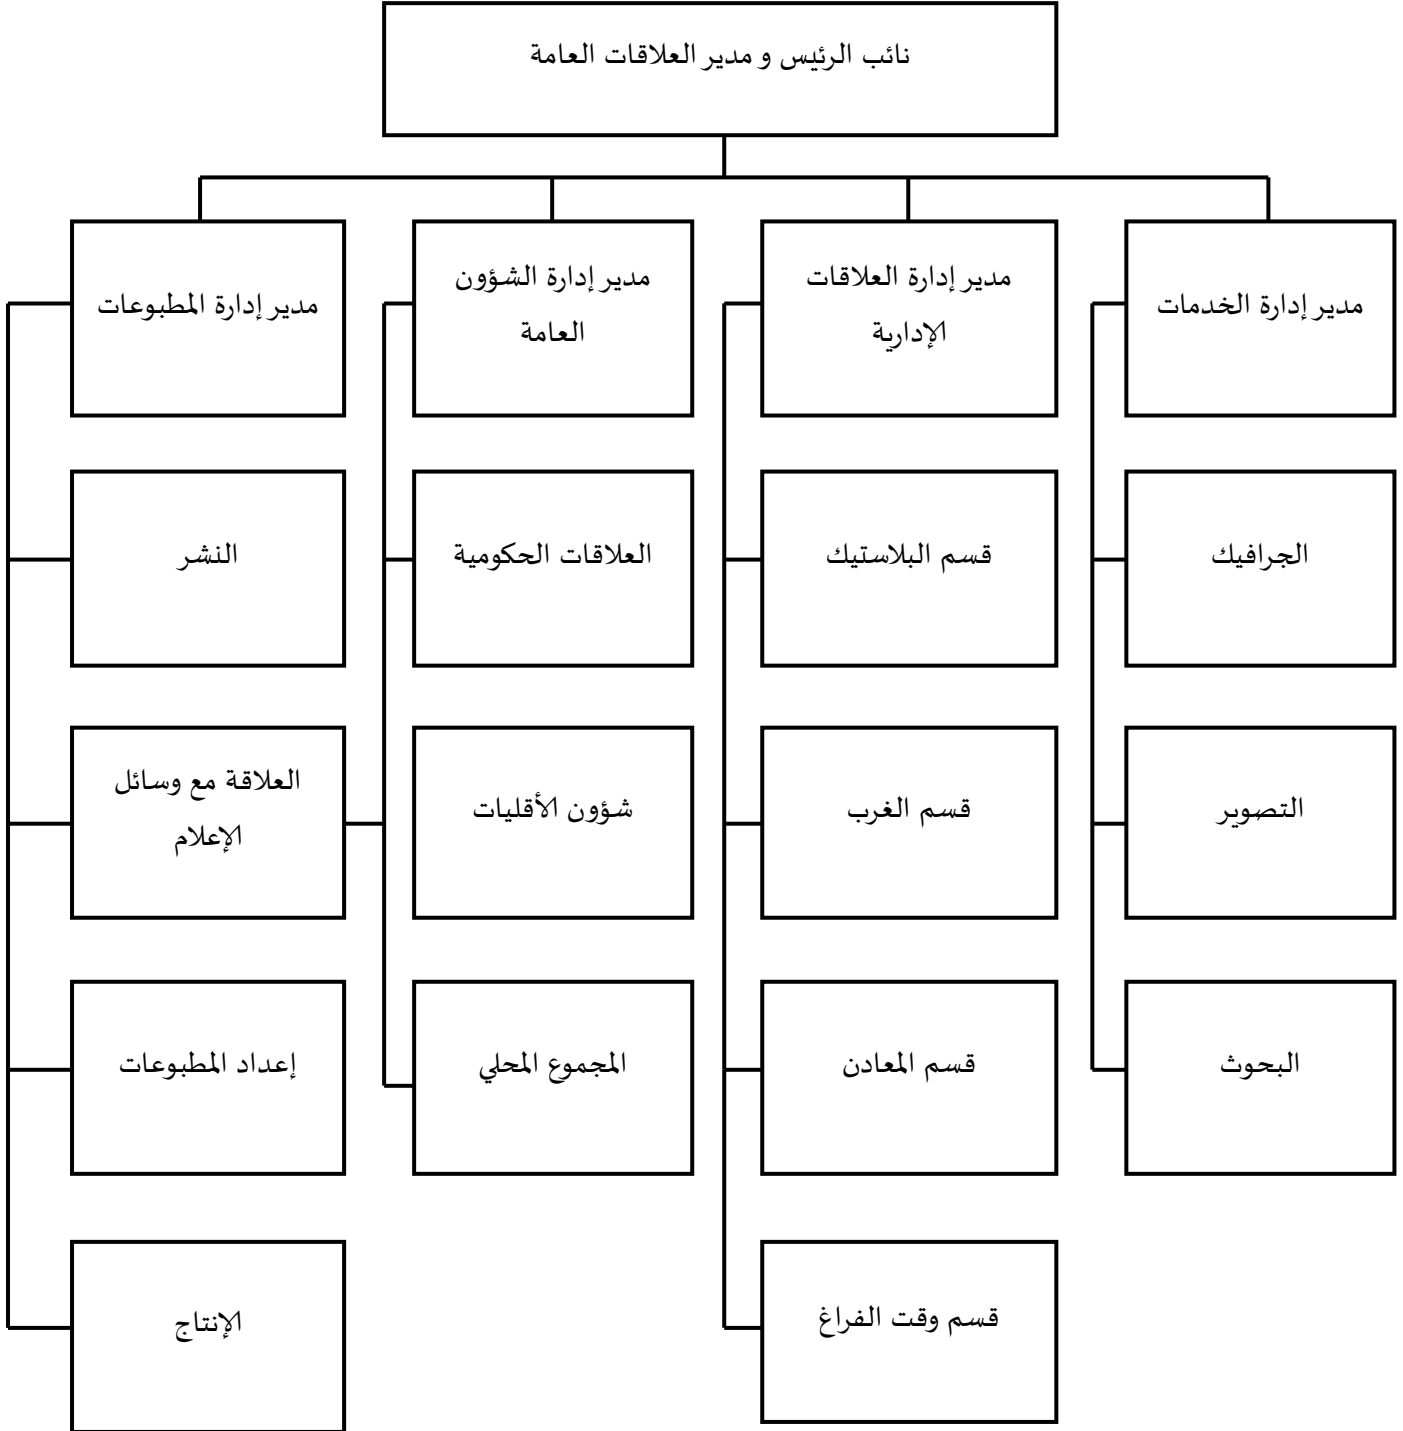 نائب الرئيس و مدير العلاقات العامة
مدير إدارة الخدمات
مدير إدارة العلاقات
الإدارية
مدير إدارة الشؤون
العامة
مدير إدارة المطبوعات
الجرافيك
قسم البلاستيك
العلاقات الحكومية
النشر
التصوير
قسم الغرب
شؤون الأقليات
العلاقة مع وسائل
الإعلام
البحوث
قسم المعادن
المجموع المحلي
إعداد المطبوعات
قسم وقت الفراغ
الإنتاج